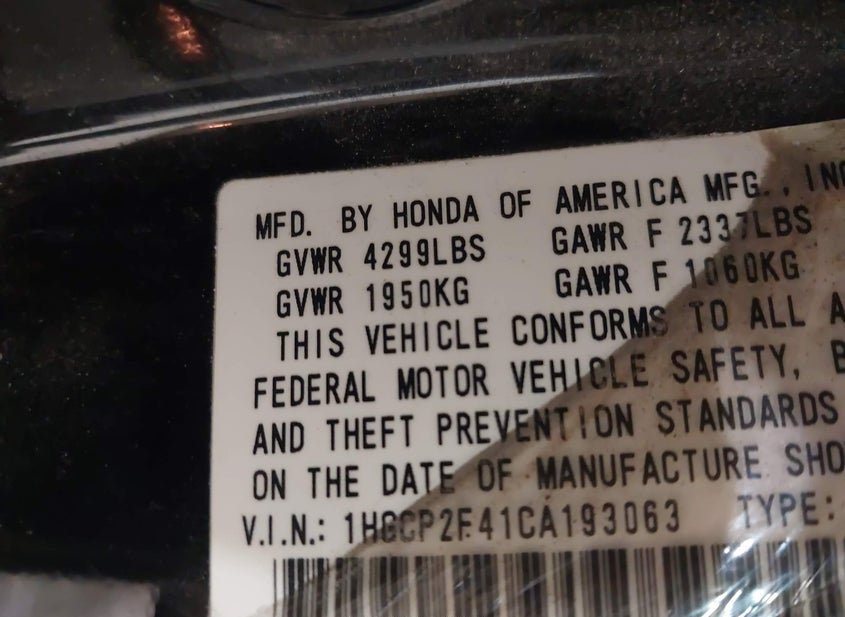 MFD. BY HONDA OF AMERICA MFG., INC
GVWR 4299LBS GAWR F 2337LBS
GVWR 1950KG GAWR F 1060KG
THIS VEHICLE CONFORMS TO ALL A
FEDERAL MOTOR VEHICLE SAFETY, B
AND THEFT PREVENTION STANDARDS
ON THE DATE OF MANUFACTURE SHO
V.I.N.: 1HGCP2F41CA193063 TYPE: